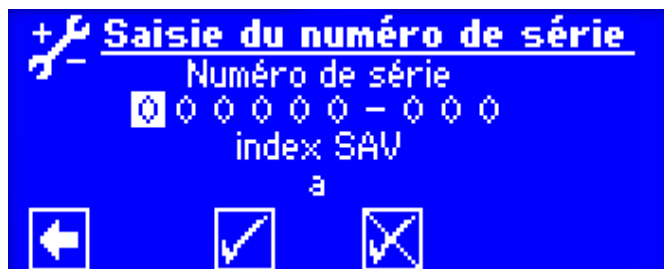 Saisie du numéro de série
Numéro de série
0 0 0 0 0 0 - 0 0 0
index SAV
a